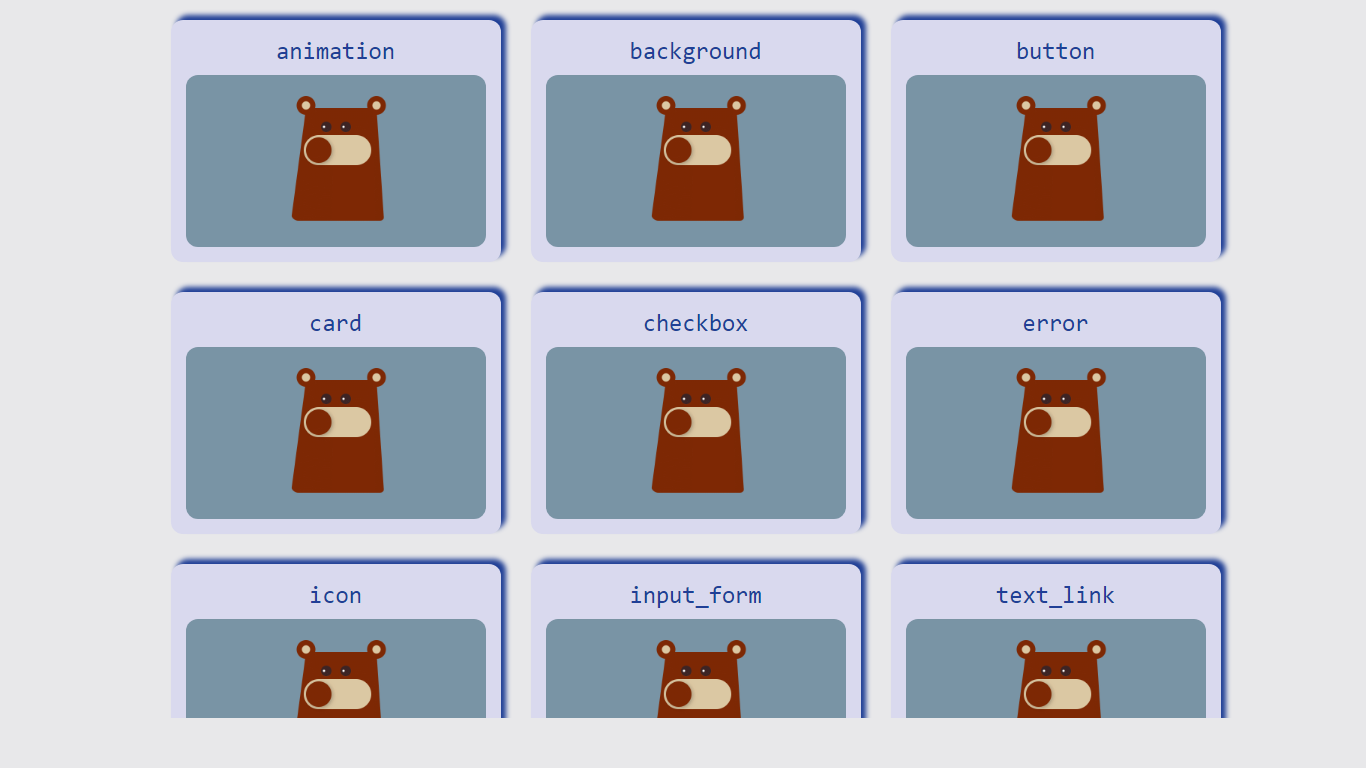 animation
background
button
card
checkbox
error
icon
input_form
text_link